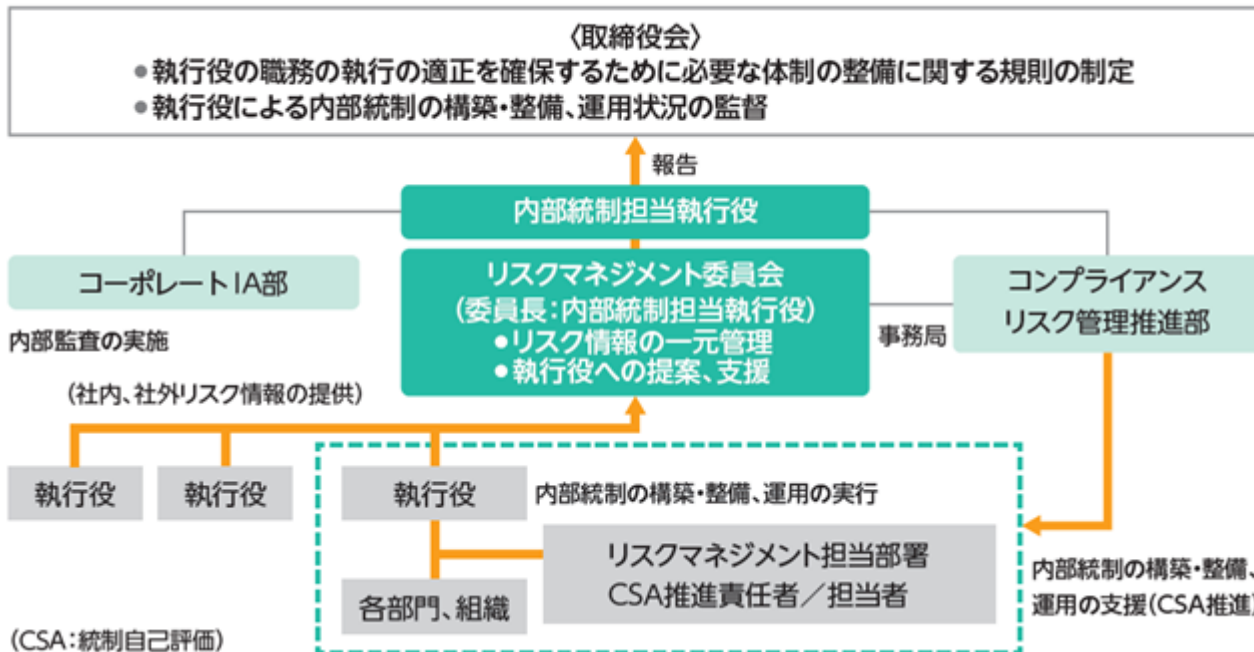 〈取締役会〉
●執行役の職務の執行の適正を確保するために必要な体制の整備に関する規則の制定
●執行役による内部統制の構築・整備、運用状況の監督
報告
内部統制担当執行役
コーポレートIA部
リスクマネジメント委員会
(委員長:内部統制担当執行役)
●リスク情報の一元管理
●執行役への提案、支援
事務局
コンプライアンス
リスク管理推進部
内部監査の実施
(社内、社外リスク情報の提供)
執行役
執行役
執行役
内部統制の構築・整備、運用の実行
リスクマネジメント担当部署
CSA推進責任者／担当者
各部門、組織
内部統制の構築・整備、
運用の支援(CSA推進)
(CSA:統制自己評価)